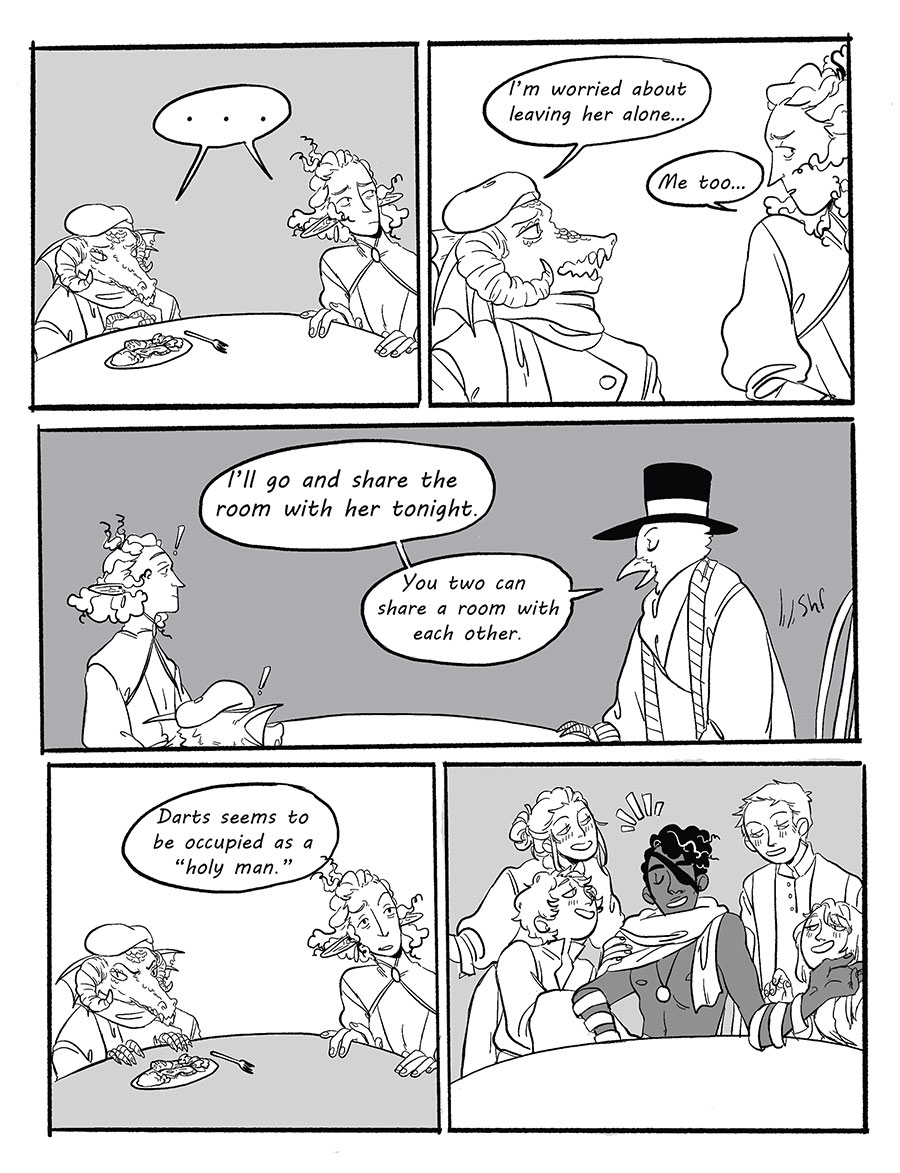 . . .
I'm worried about
leaving her alone...
Me too...
I'll go and share the
room with her tonight.
!
You two can
share a room with
each other.
Shf
!
Darts seems to
be occupied as a
“holy man.”